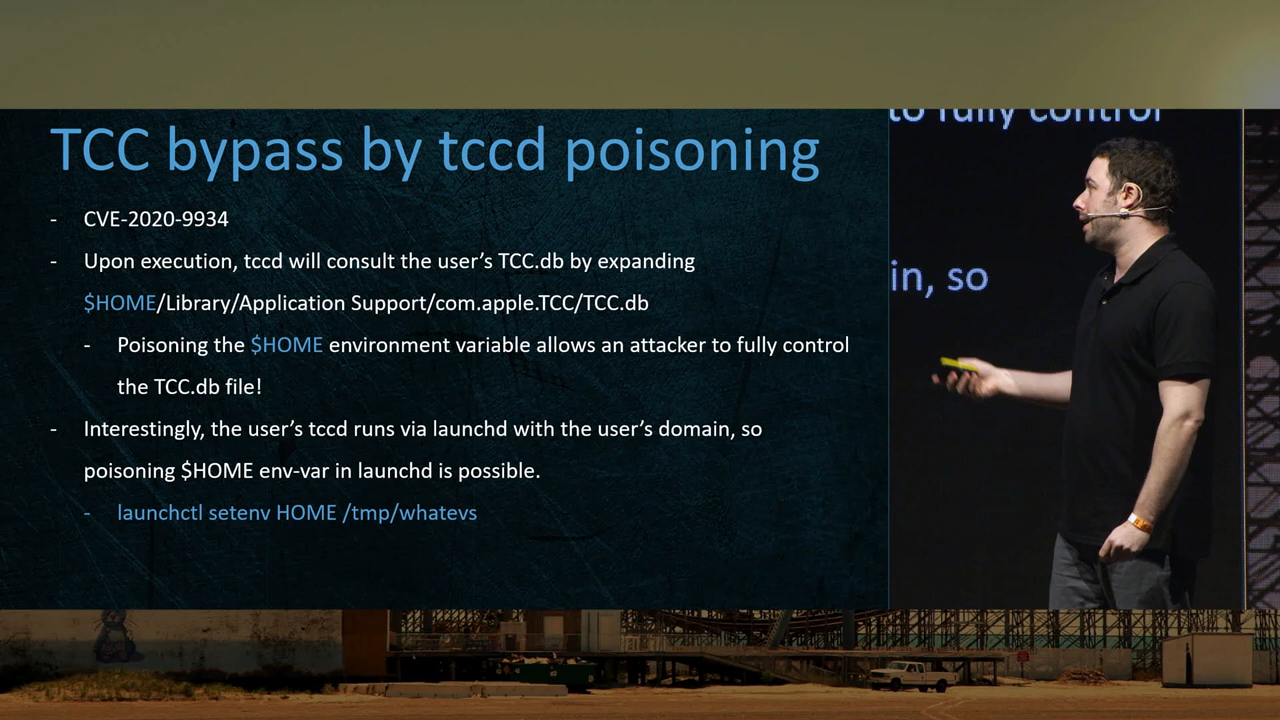 TCC bypass by tccd poisoning
- CVE-2020-9934
- Upon execution, tccd will consult the user's TCC.db by expanding
$HOME/Library/Application Support/com.apple.TCC/TCC.db
- Poisoning the $HOME environment variable allows an attacker to fully control
the TCC.db file!
- Interestingly, the user's tccd runs via launchd with the user's domain, so
poisoning $HOME env-var in launchd is possible.
- launchctl setenv HOME /tmp/whatevs
to fully control
in, so